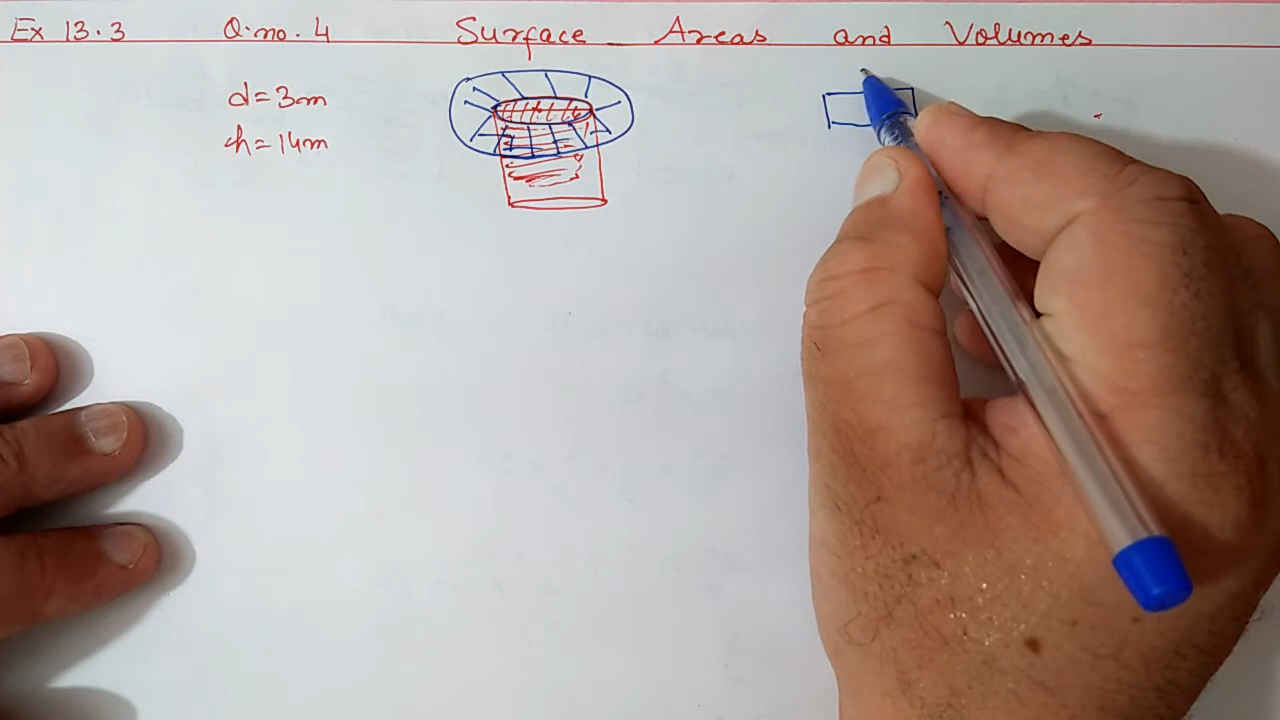 Ex 13.3 Q.no.4 Surface Areas and Volumes
d = 3m
h = 14m